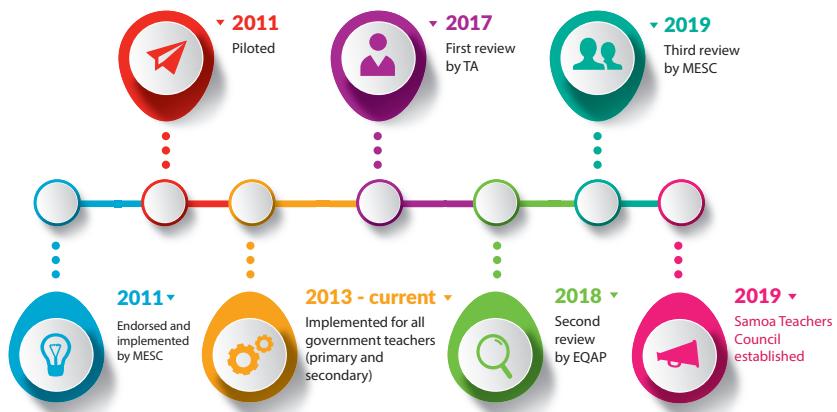 2011
Piloted
2017
First review
by TA
2019
Third review
by MESC
2011
Endorsed and
implemented
by MESC
2013 - current
Implemented for all
government teachers
(primary and
secondary)
2018
Second
review
by EQAP
2019
Samoa Teachers
Council
established